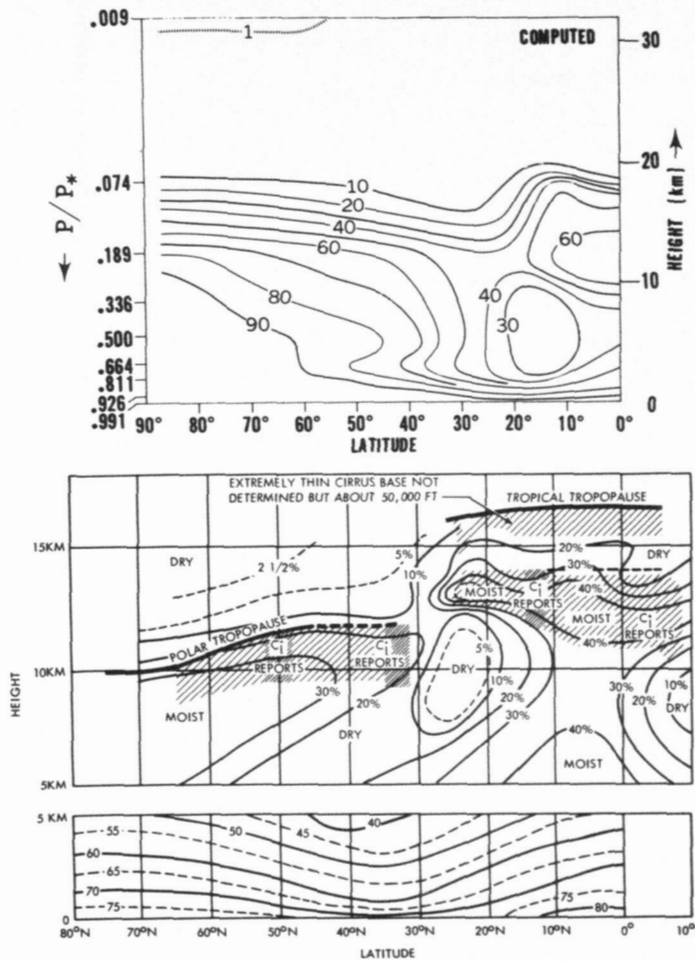 .009
1
COMPUTED
30
.074
10
20
20
P/P*
40
HEIGHT (km)
.189
60
60
10
.336
80
40
30
.500
90
.664
.811
.926
.991
0
90° 80° 70° 60° 50° 40° 30° 20° 10° 0°
LATITUDE
EXTREMELY THIN CIRRUS BASE NOT
DETERMINED BUT ABOUT 50,000 FT
TROPICAL TROPOPAUSE
15KM
DRY
2 1/2%
5%
10%
20%
30%
DRY
MOIST
Ci
REPORTS
40%
MOIST
Ci
REPORTS
40%
POLAR TROPOPAUSE
Ci
REPORTS
Ci
REPORTS
10KM
HEIGHT
5%
DRY
10%
20%
30%
30%
20%
10%
DRY
MOIST
30%
20%
DRY
40%
MOIST
5KM
5 KM
55
50
45
40
60
65
70
75
75
80
0
80°N 70°N 60°N 50°N 40°N 30°N 20°N 10°N 0° 10°
LATITUDE